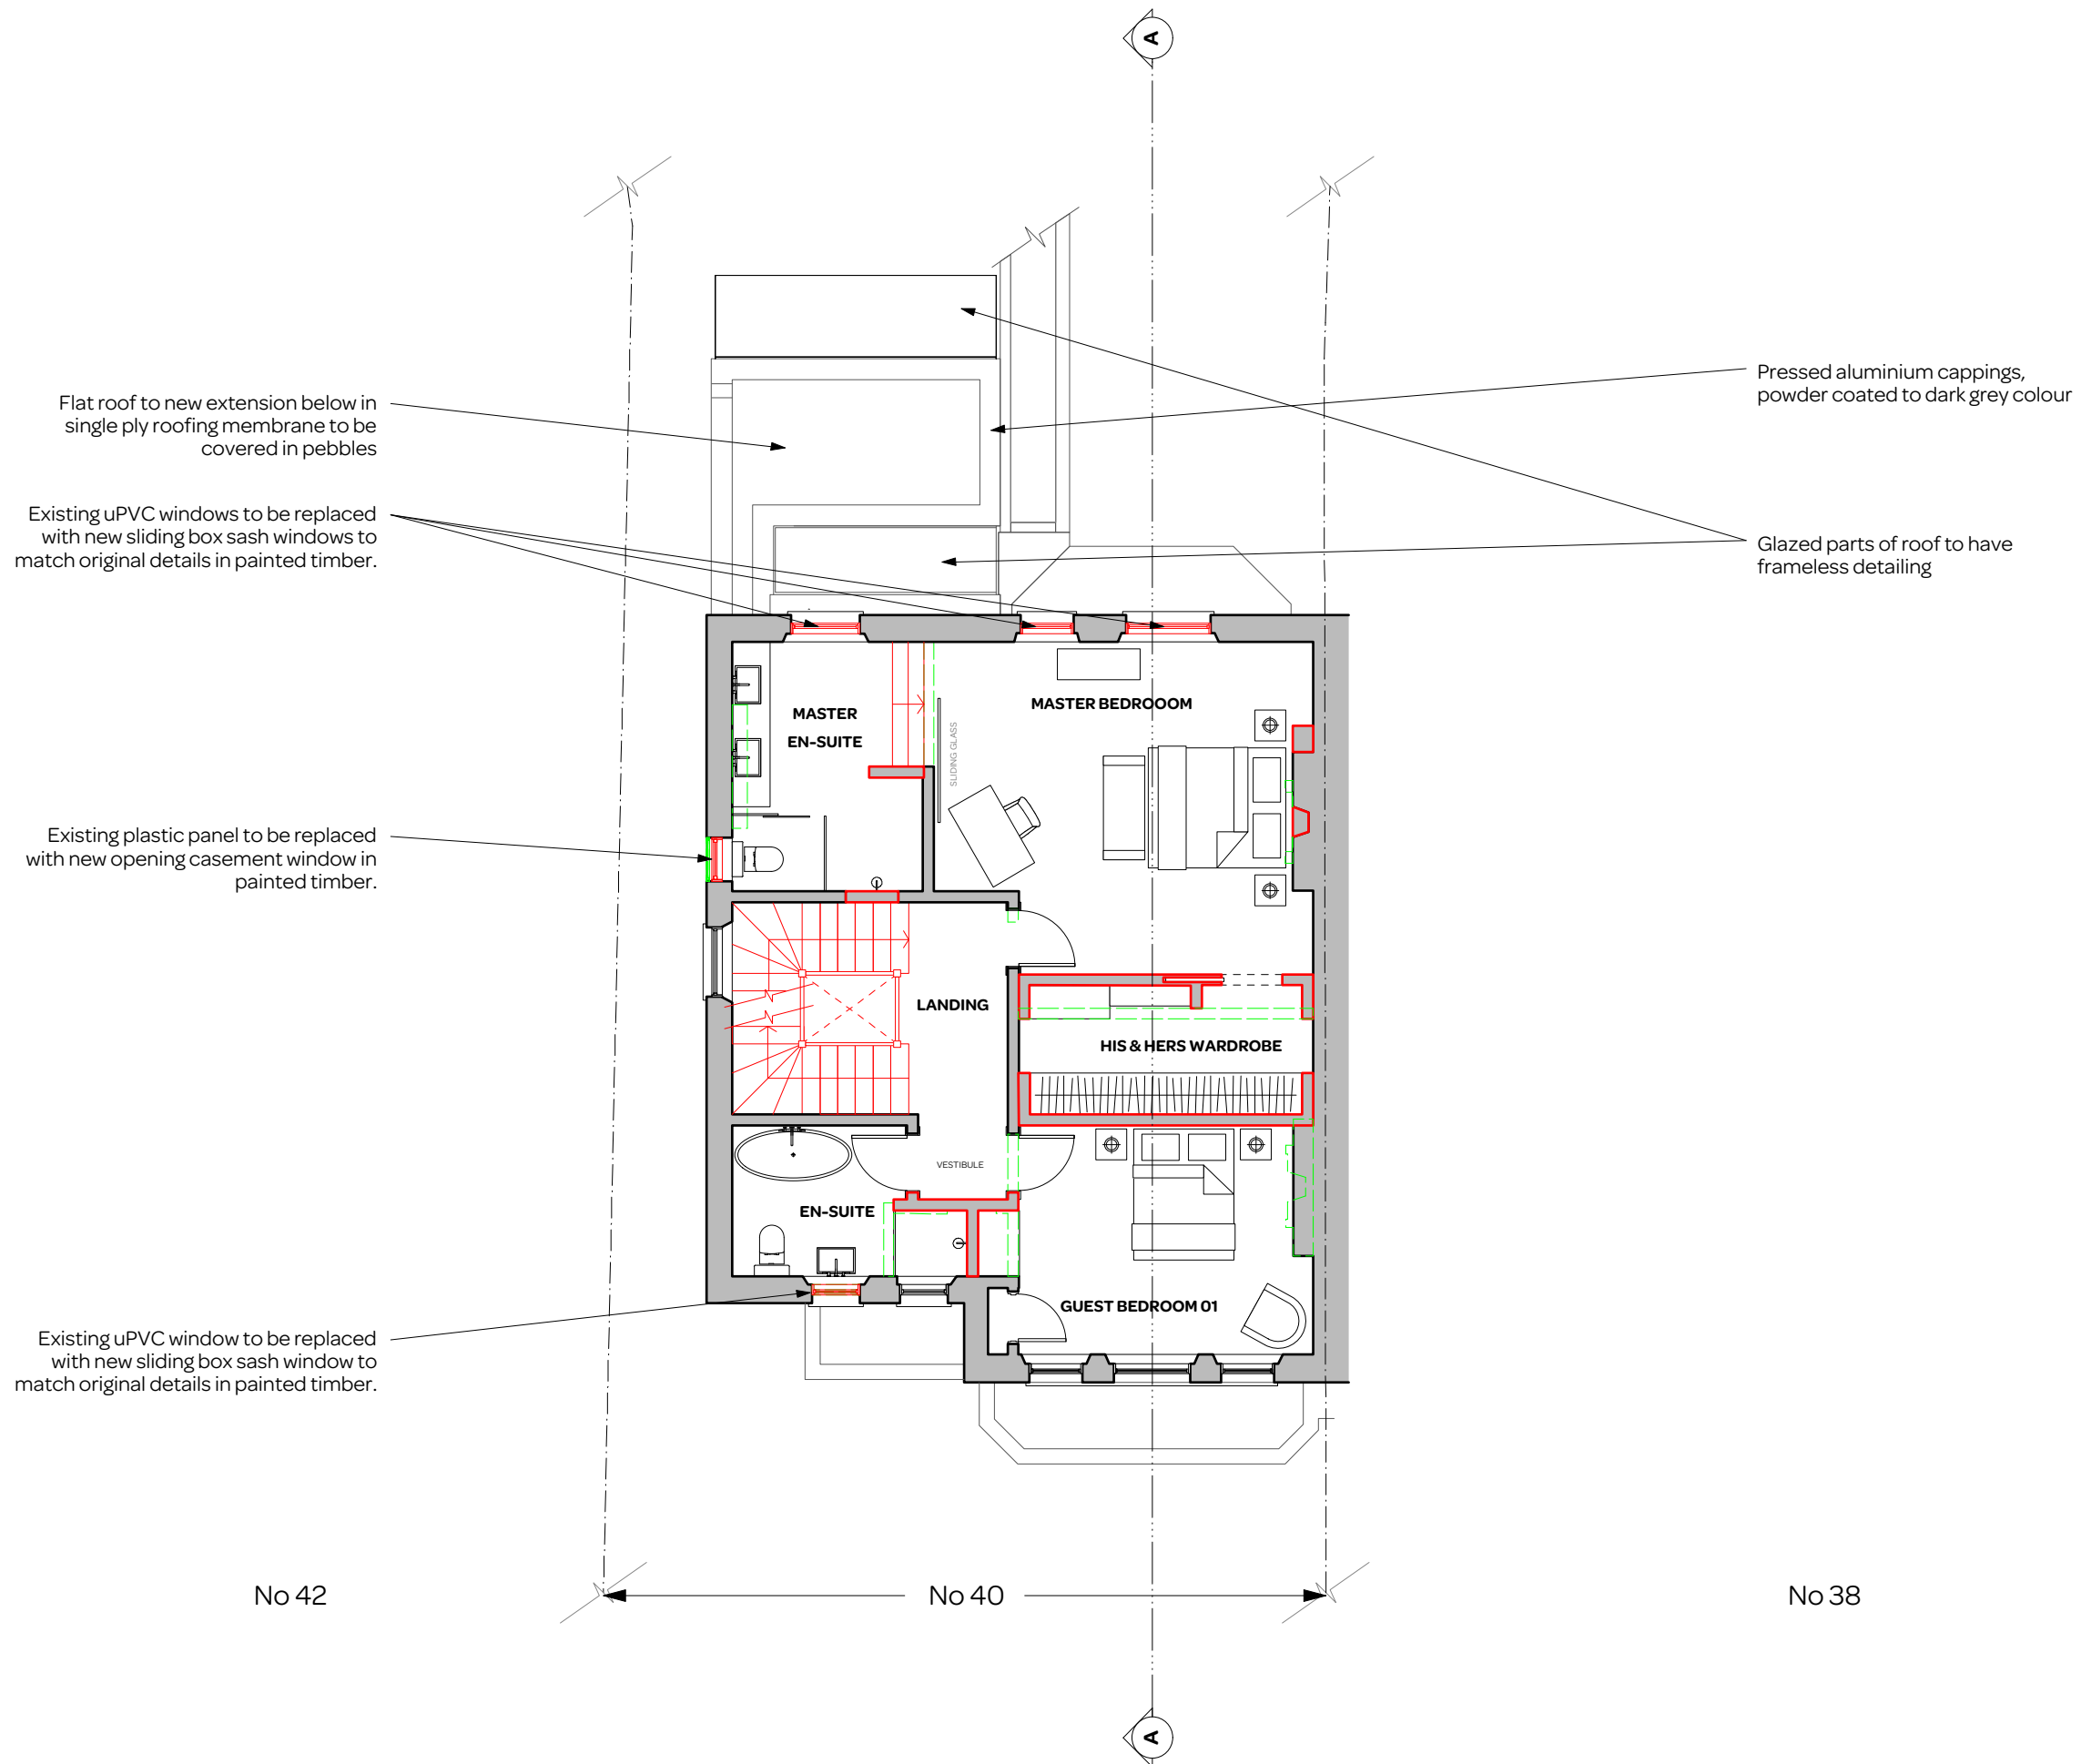 A
Flat roof to new extension below in
single ply roofing membrane to be
covered in pebbles
Pressed aluminium cappings,
powder coated to dark grey colour
Existing uPVC windows to be replaced
with new sliding box sash windows to
match original details in painted timber.
Glazed parts of roof to have
frameless detailing
MASTER
EN-SUITE
SLIDING GLASS
MASTER BEDROOOM
Existing plastic panel to be replaced
with new opening casement window in
painted timber.
LANDING
HIS & HERS WARDROBE
VESTIBULE
EN-SUITE
GUEST BEDROOM 01
Existing uPVC window to be replaced
with new sliding box sash window to
match original details in painted timber.
No 42
No 40
No 38
A